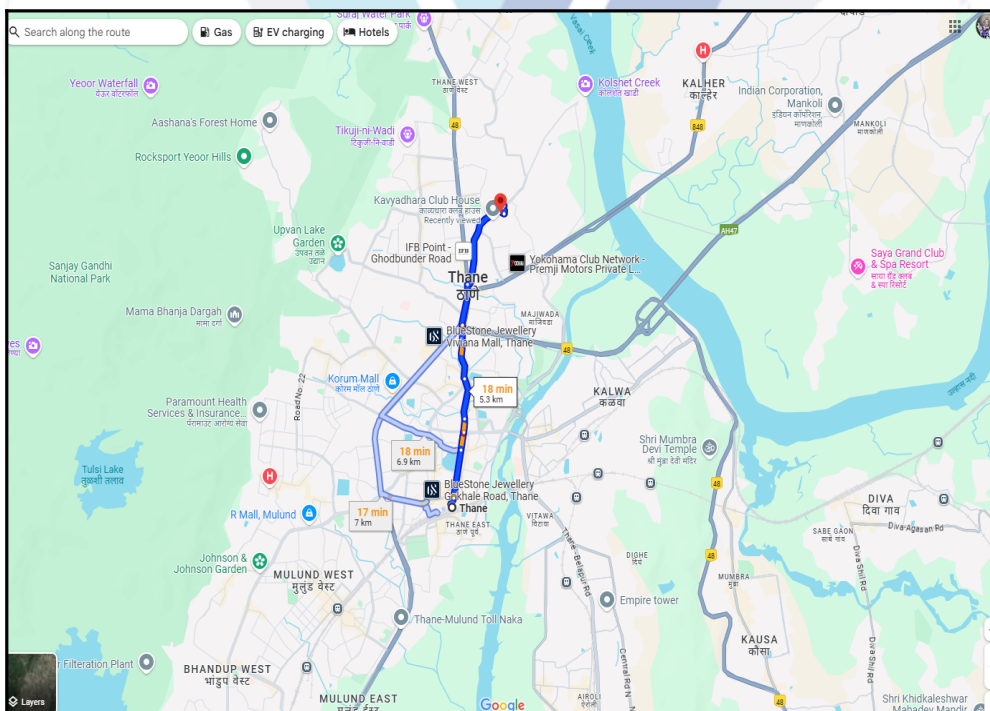 Suraj Water Park
Search along the route
Gas
EV charging
Hotels
Vasai Creek
Yeoor Waterfall
THANE WEST
ठाणे वेस्ट
48
Kolshet Creek
KALHER
काल्हेर
Indian Corporation,
Mankoli
इंडियन कॉर्पोरेशन,
माणकोली
MANKOLI
माणकोली
848
Aashana's Forest Home
Tikuji-ni-Wadi
टिकुजी-नि-वाडी
Rocksport Yeoor Hills
Kavyadhara Club House
काव्यधारा क्लब हाउस
Recently viewed
AH47
Upvan Lake
Garden
उपवन तले
उद्यान
IFB Point -
Ghodbunder Road
IFB
Yokohama Club Network -
Premji Motors Private L...
Saya Grand Club
& Spa Resort
साया ग्रँड क्लब
& स्पा रिसॉर्ट
Sanjay Gandhi
National Park
Thane
ठाणे
Mama Bhanja Dargah
मामा दर्गा
MAJIWADA
माजिवडा
BlueStone Jewellery
Viviana Mall, Thane
48
Korum Mall
कोरम मॉल ठाणे
Road No. 22
18 min
5.3 km
KALWA
कळवा
Paramount Health
Services & Insurance...
पॅरामाउंट आरोग्य सेवा
18 min
6.9 km
Shri Mumbra
Devi Temple
श्री मुंब्रा देवी मंदिर
Tulsi Lake
तुळशी तलाव
48
BlueStone Jewellery
Gokhale Road, Thane
Thane
17 min
7 km
R Mall, Mulund
THANE EAST
ठाणे पूर्व
VITAWA
विटावा
DIVA
दिवा गाव
SABE GAON
साबे गांव
Diva-Agasan Rd
Johnson &
Johnson Garden
Thane - Belapur Rd
DIGHE
दिघे
48
Diva Shil Rd
MULUND WEST
मुलुंड वेस्ट
MUMBRA
मुंब्रा
Empire tower
Thane-Mulund Toll Naka
KAUSA
कौसा
Filteration Plant
BHANDUP WEST
भांडुप वेस्ट
Central Rd
Diva Shil Rd
Layers
MULUND EAST
मुलुंड ईस्ट
Google
AIROLI
ऐरोली
48
Shri Khidkaleshwar
Mahadev Mandir